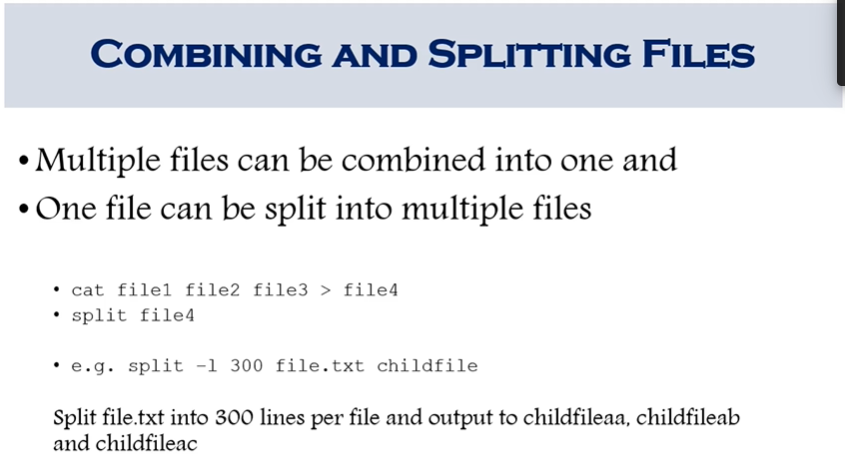 COMBINING AND SPLITTING FILES
• Multiple files can be combined into one and
• One file can be split into multiple files
• cat file1 file2 file3 > file4
• split file4
• e.g. split -l 300 file.txt childfile
Split file.txt into 300 lines per file and output to childfileaa, childfileab
and childfileac